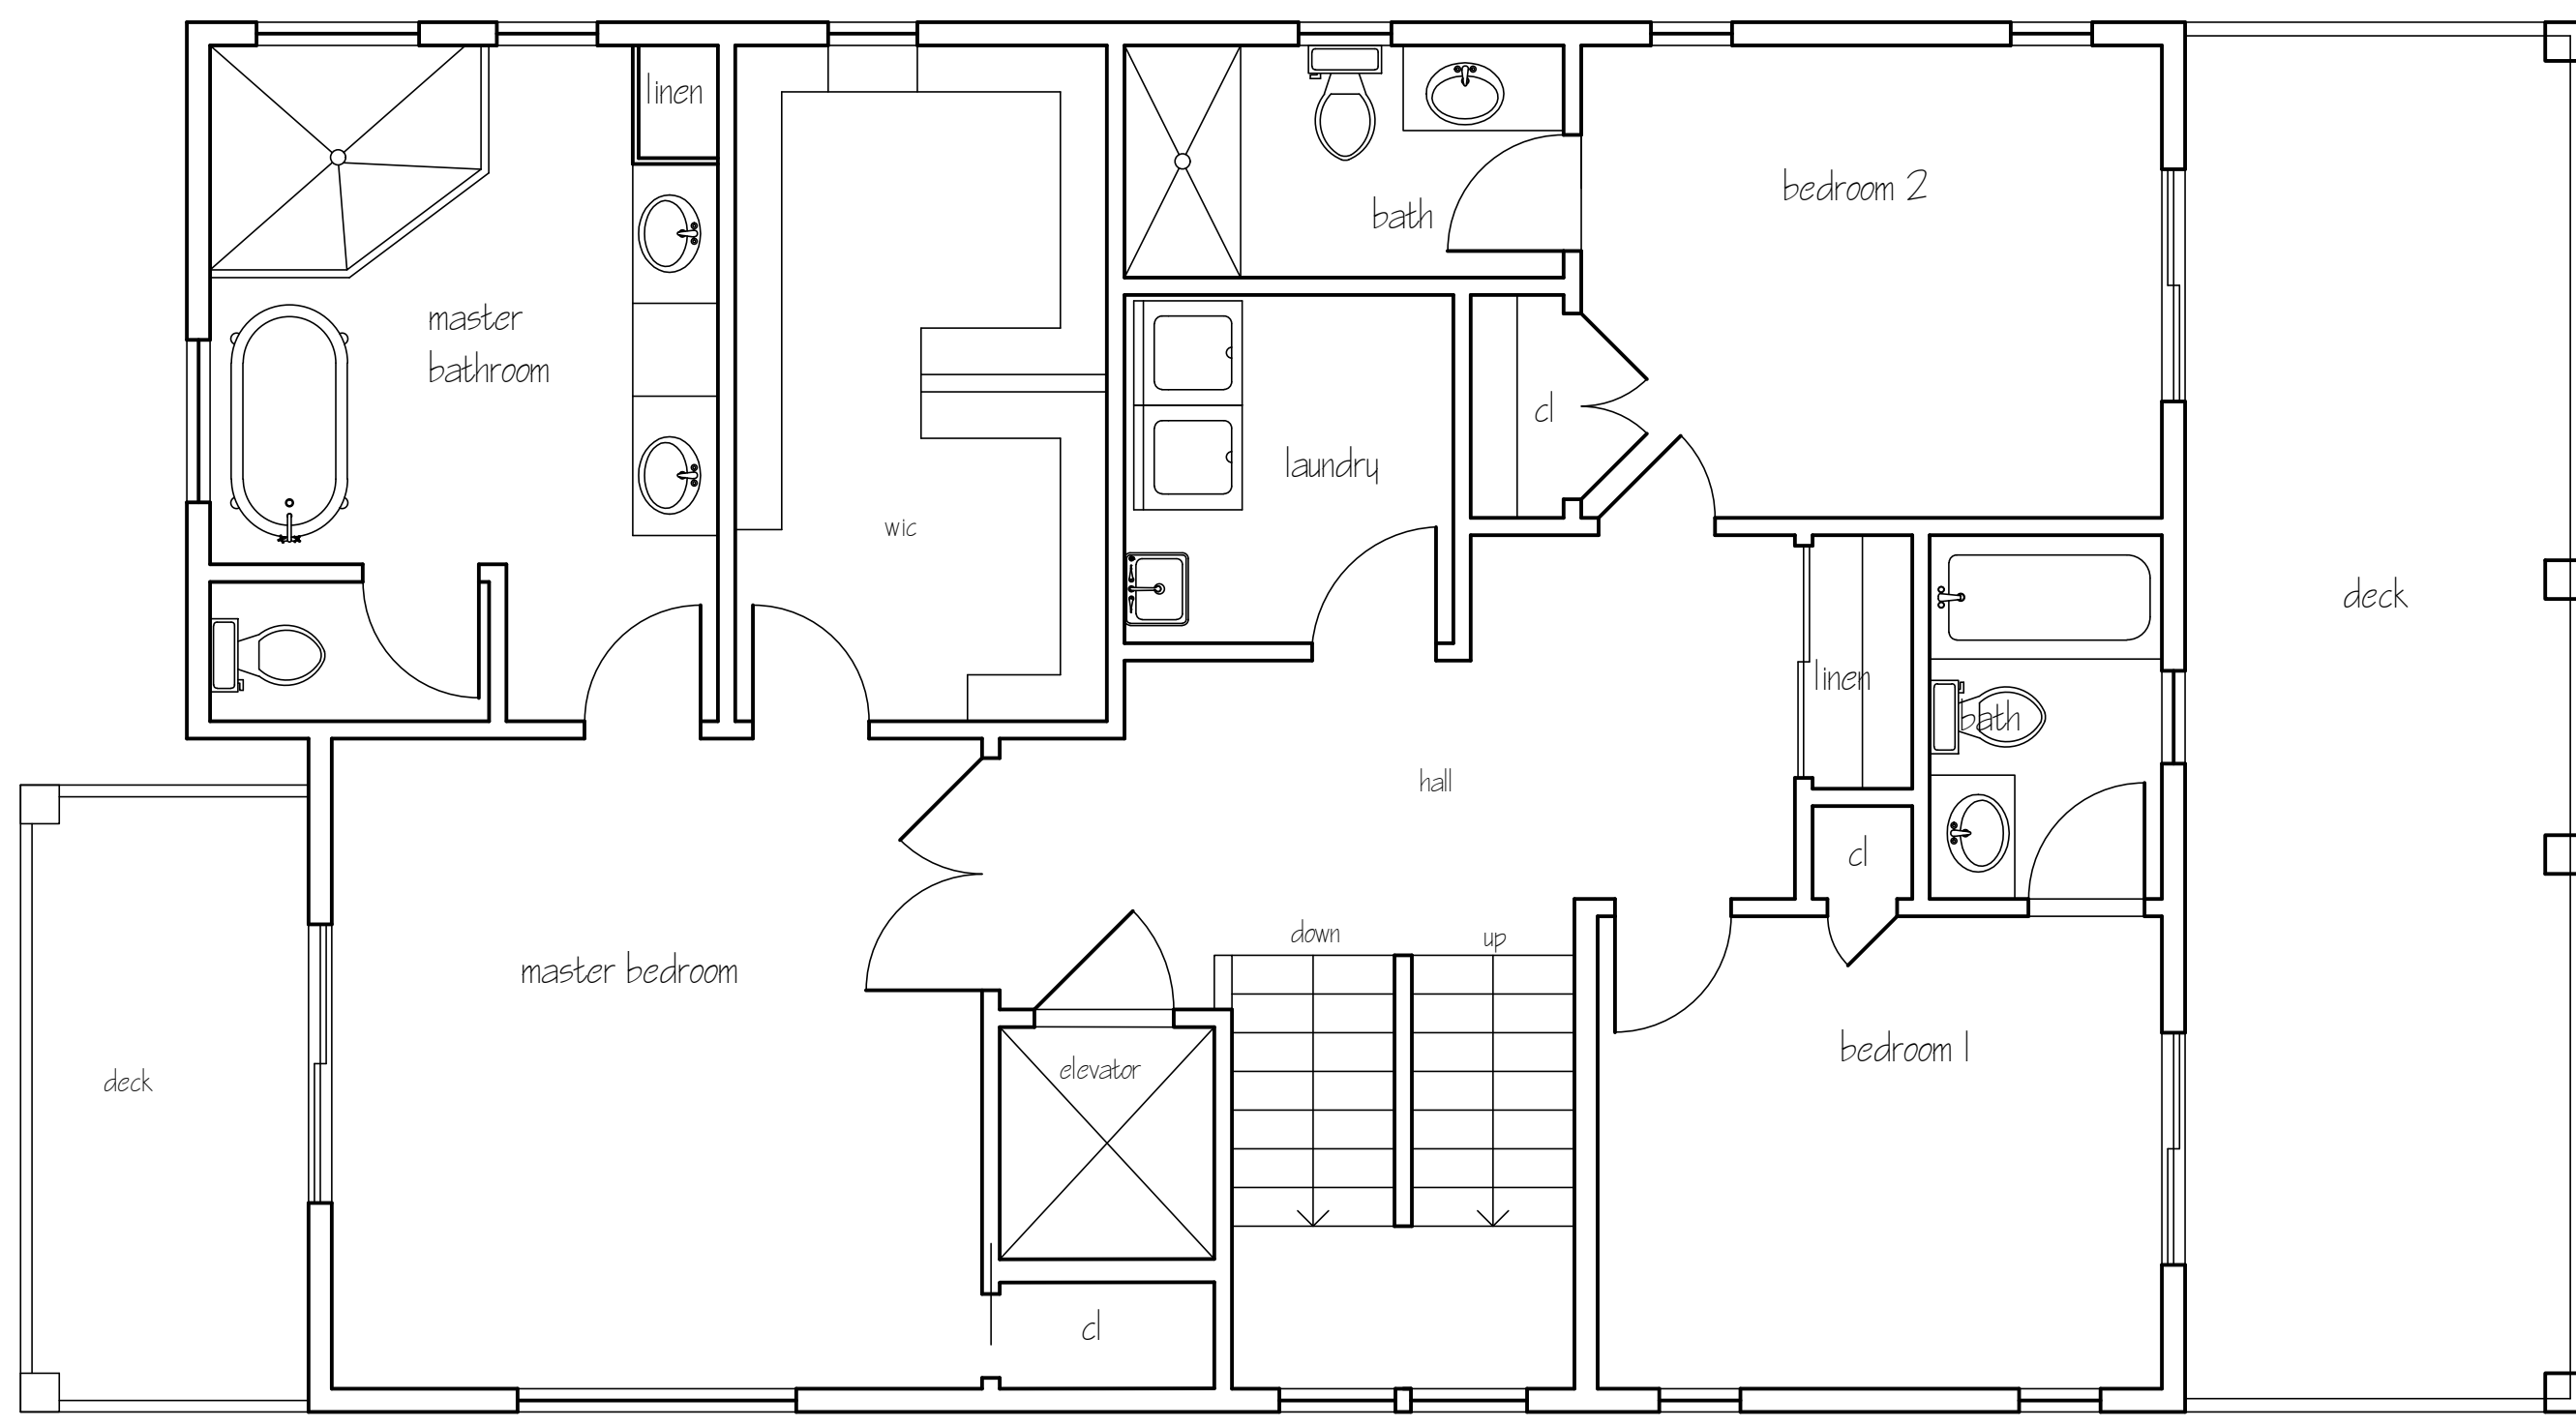 linen
bath
bedroom 2
master
bathroom
cl
laundry
wic
deck
linen
bath
hall
cl
down
up
master bedroom
bedroom 1
elevator
deck
cl